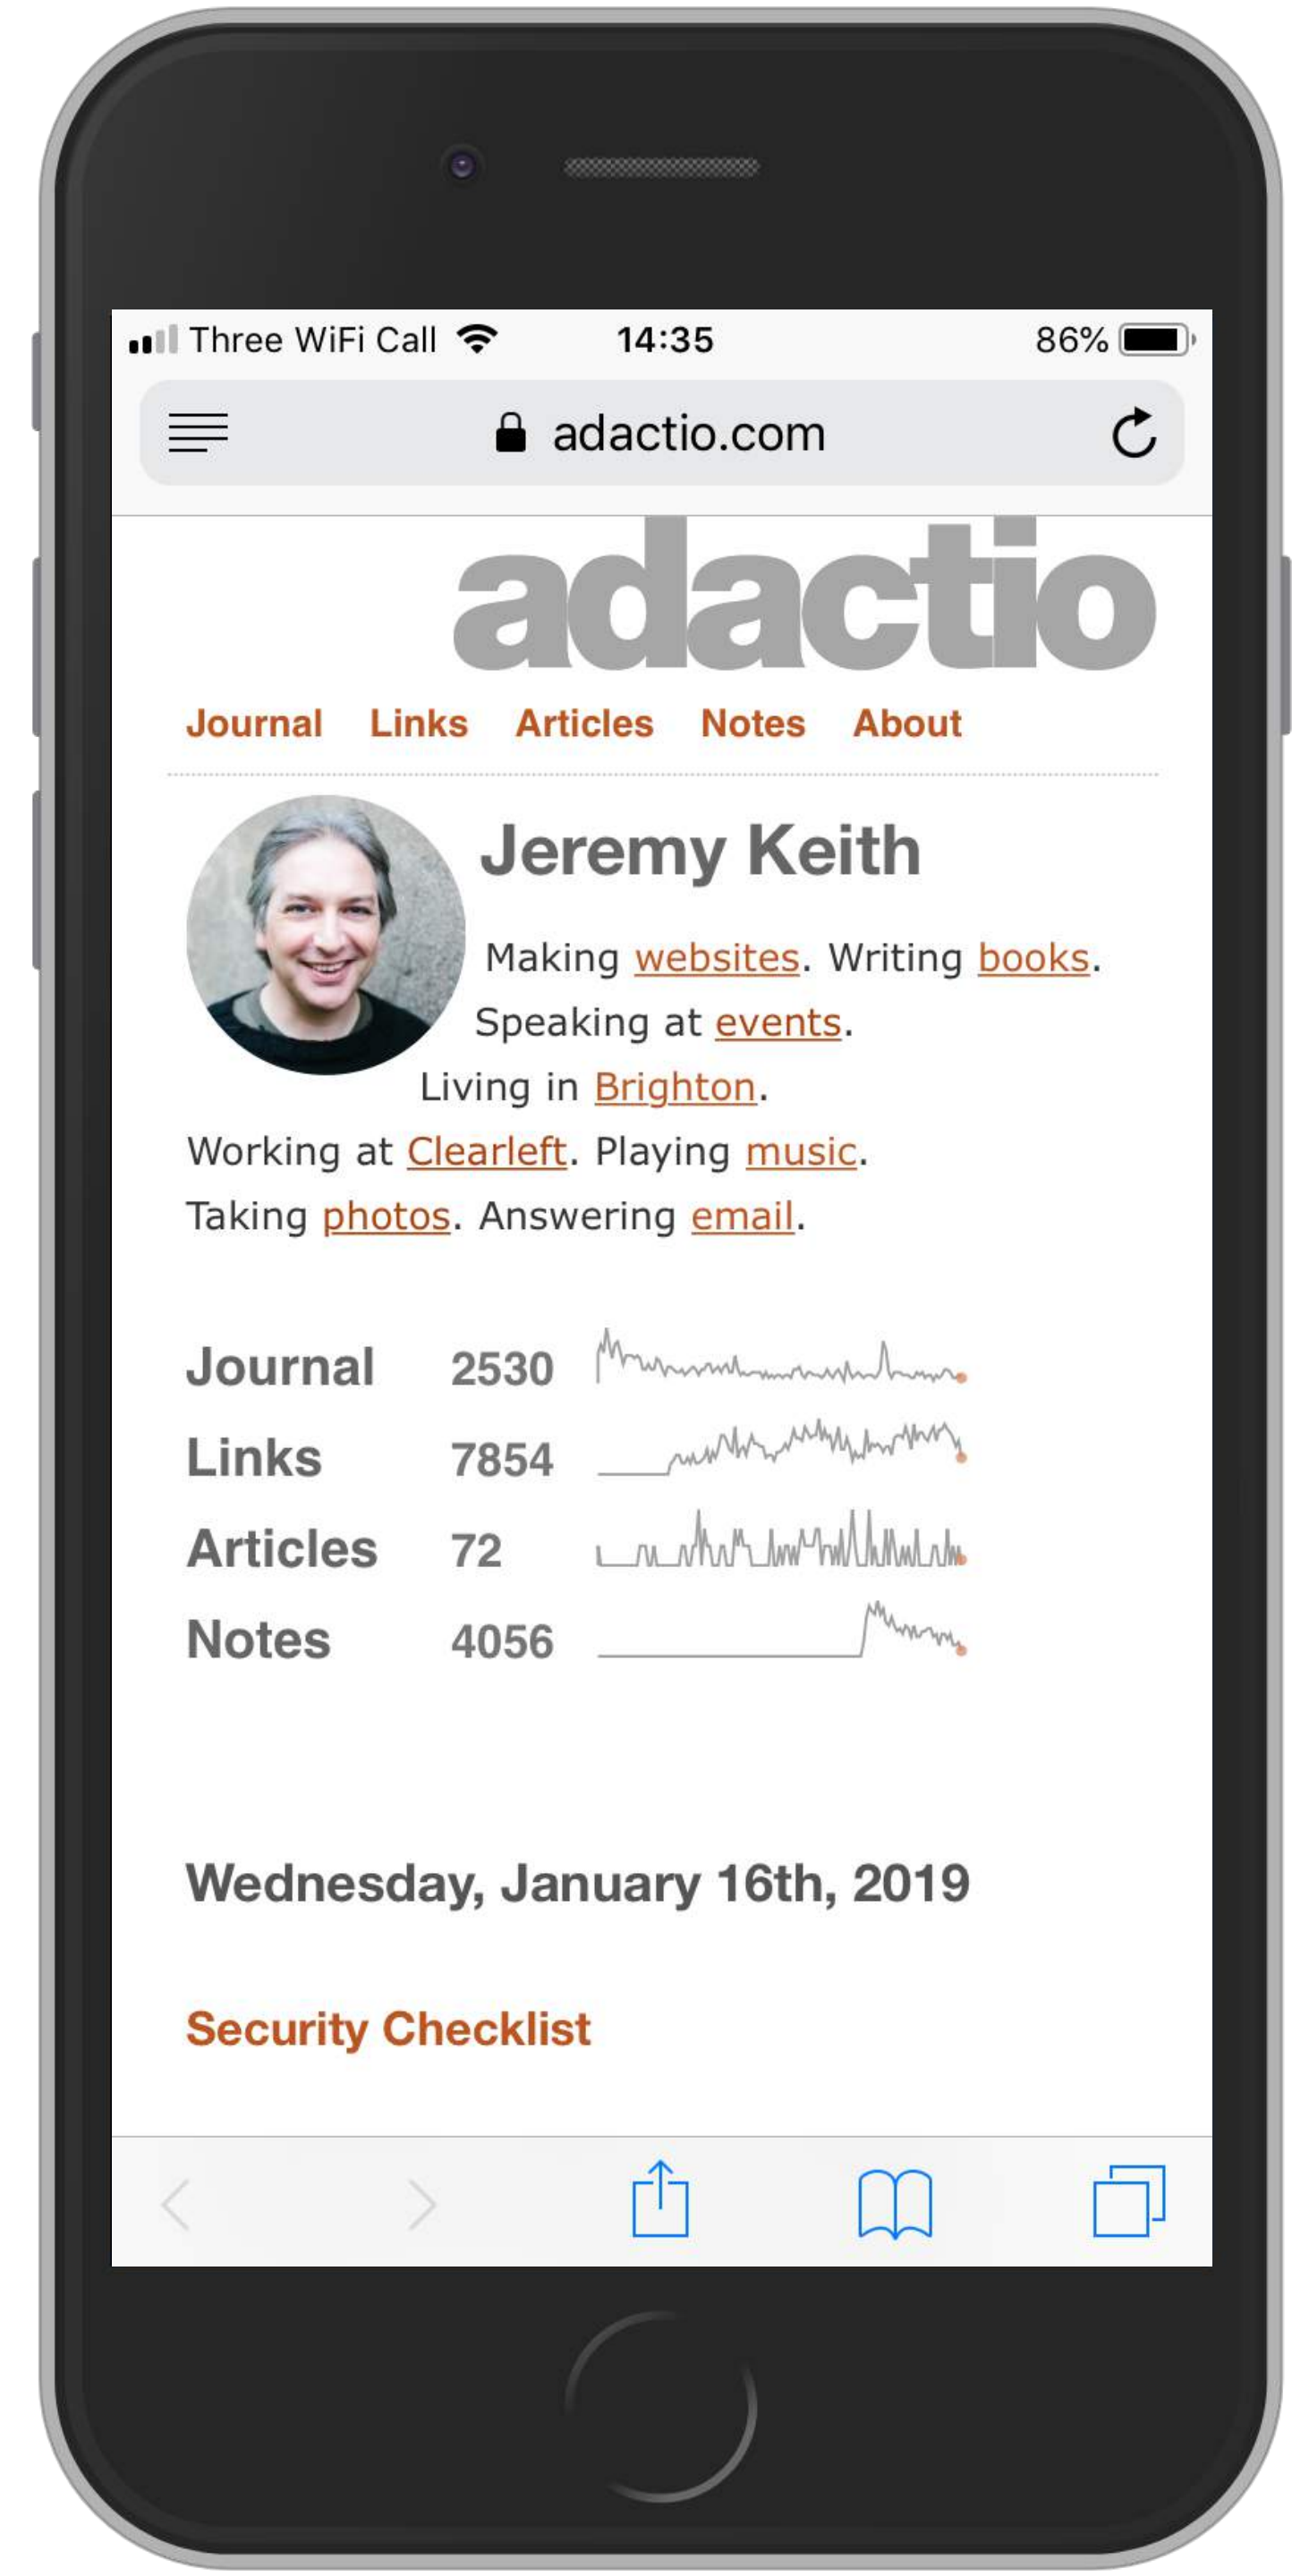 Three WiFi Call 14:35 86%
adactio.com
adactio
Journal Links Articles Notes About
Jeremy Keith
Making websites. Writing books.
Speaking at events.
Living in Brighton.
Working at Clearleft. Playing music.
Taking photos. Answering email.
Journal 2530
Links 7854
Articles 72
Notes 4056
Wednesday, January 16th, 2019
Security Checklist